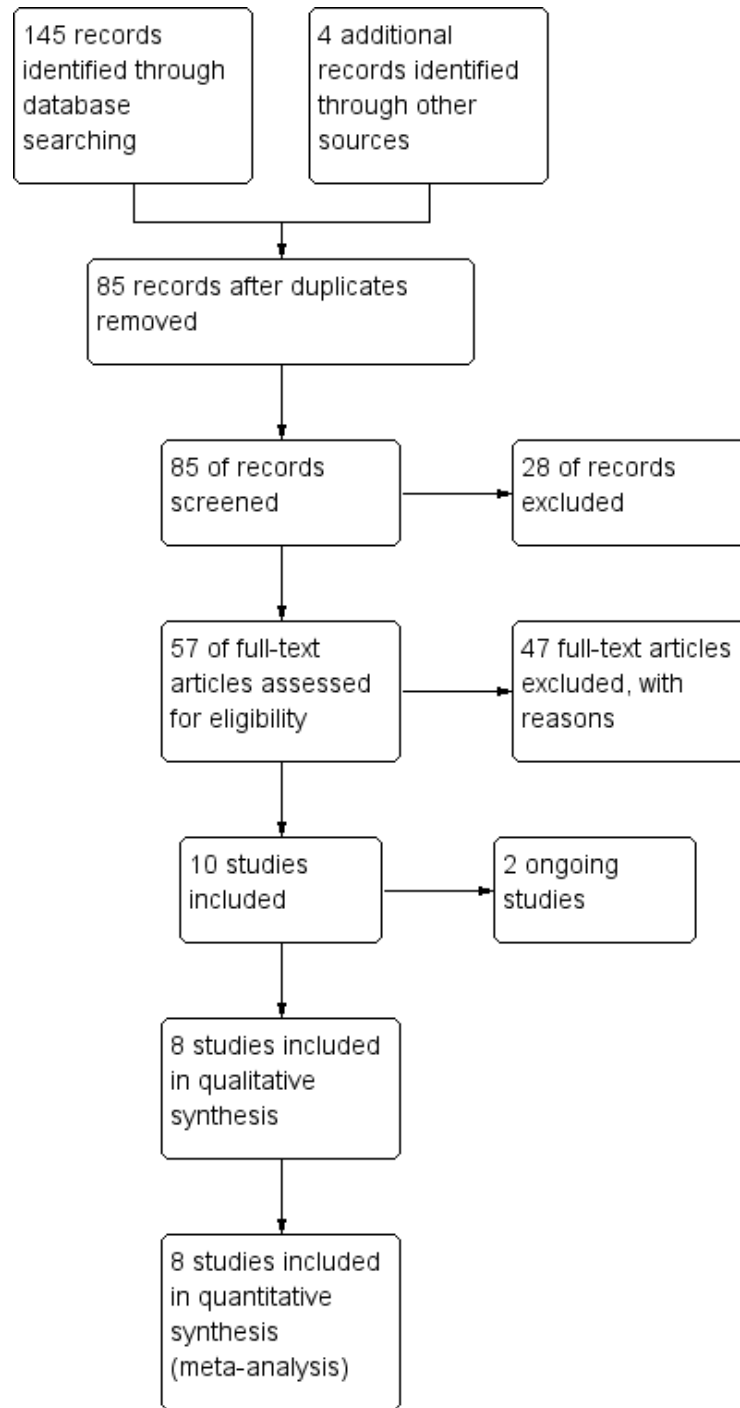 145 records
identified through
database
searching
4 additional
records identified
through other
sources
85 records after duplicates
removed
85 of records
screened
28 of records
excluded
57 of full-text
articles assessed
for eligibility
47 full-text articles
excluded, with
reasons
10 studies
included
2 ongoing
studies
8 studies included
in qualitative
synthesis
8 studies included
in quantitative
synthesis
(meta-analysis)